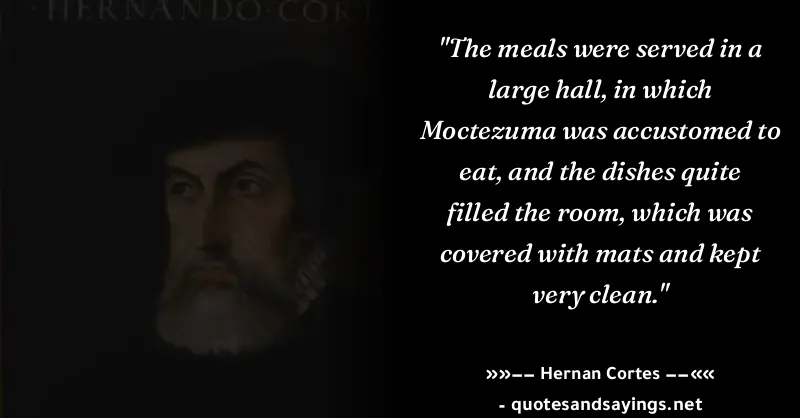 ·HERNANDO·CORT
"The meals were served in a
large hall, in which
Moctezuma was accustomed to
eat, and the dishes quite
filled the room, which was
covered with mats and kept
very clean."
»»–– Hernan Cortes ––««
- quotesandsayings.net